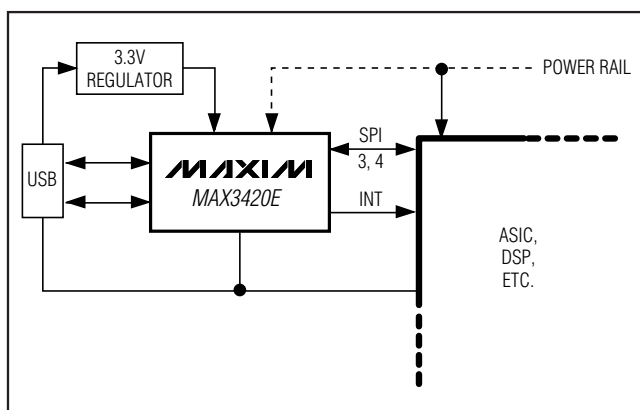 3.3V
REGULATOR
POWER RAIL
SPI
3, 4
MAXIM
MAX3420E
USB
INT
ASIC,
DSP,
ETC.